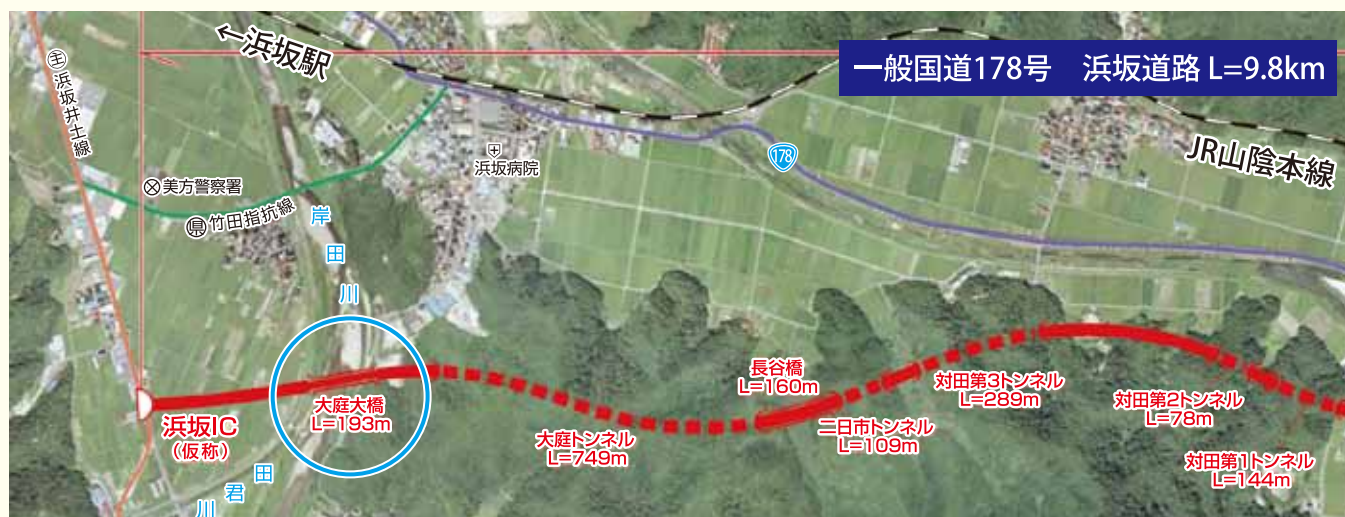 一般国道178号　浜坂道路 L=9.8km
←浜坂駅
主 浜坂井土線
美方警察署
県 竹田指杭線
浜坂病院
178
JR山陰本線
岸田川
浜坂IC
(仮称)
大庭大橋
L=193m
大庭トンネル
L=749m
長谷橋
L=160m
二日市トンネル
L=109m
対田第3トンネル
L=289m
対田第2トンネル
L=78m
対田第1トンネル
L=144m
田君川